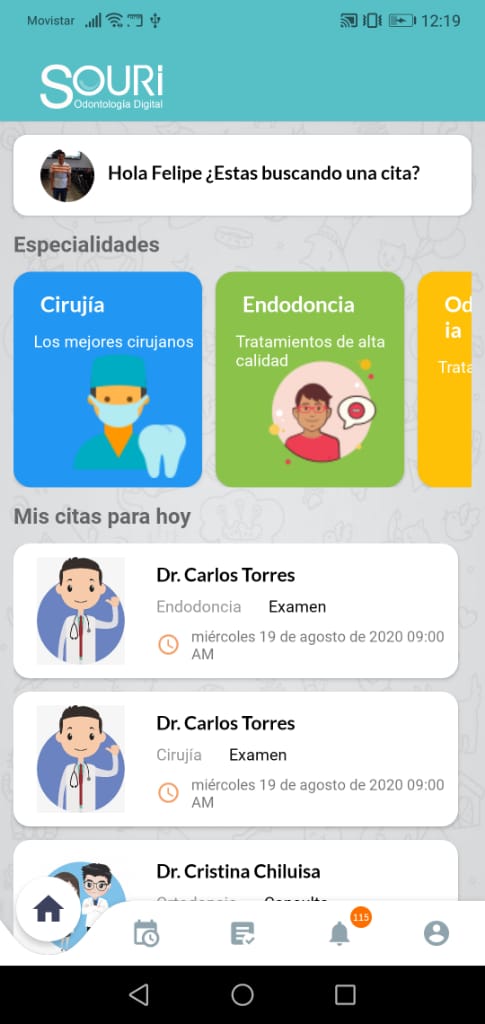 Movistar
12:19
SOURi
Odontología Digital
Hola Felipe ¿Estas buscando una cita?
Especialidades
Cirujía
Los mejores cirujanos
Endodoncia
Tratamientos de alta
calidad
Od
ia
Trata
Mis citas para hoy
Dr. Carlos Torres
Endodoncia Examen
miércoles 19 de agosto de 2020 09:00
AM
Dr. Carlos Torres
Cirujía Examen
miércoles 19 de agosto de 2020 09:00
AM
Dr. Cristina Chiluisa
Ortodoncia Consulta
115